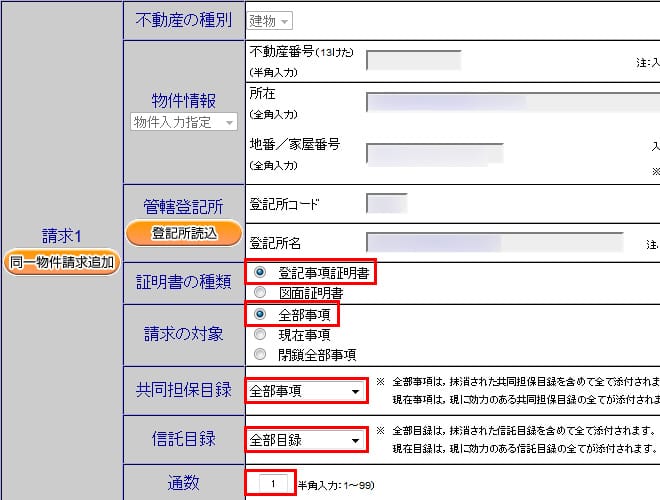 不動産の種別
建物
物件情報
物件入力指定
不動産番号(13けた)
(半角入力)
注:入
所在
(全角入力)
地番／家屋番号
(全角入力)
入
※
請求1
同一物件請求追加
管轄登記所
登記所読込
登記所コード
登記所名
注.
証明書の種類
登記事項証明書
図面証明書
請求の対象
全部事項
現在事項
閉鎖全部事項
共同担保目録
全部事項
※ 全部事項は，抹消された共同担保目録を含めて全て添付されま
現在事項は，現に効力のある共同担保目録の全てが添付されま
信託目録
全部目録
※ 全部目録は，抹消された信託目録を含めて全て添付されます。
現在目録は，現に効力のある信託目録の全てが添付されます。
通数
1
半角入力:1～99)